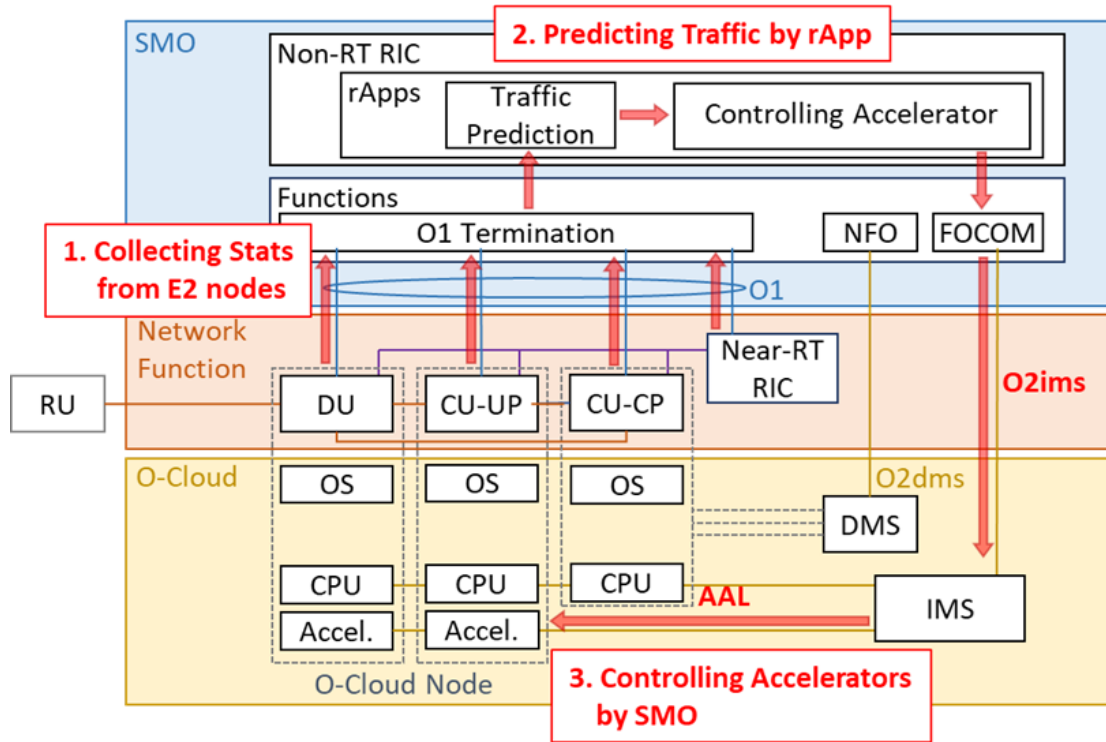 SMO
2. Predicting Traffic by rApp
Non-RT RIC
rApps
Traffic
Prediction
Controlling Accelerator
Functions
O1 Termination
NFO
FOCOM
1. Collecting Stats
from E2 nodes
O1
Network
Function
Near-RT
RIC
O2ims
RU
DU
CU-UP
CU-CP
O-Cloud
OS
OS
OS
O2dms
DMS
CPU
CPU
CPU
AAL
IMS
Accel.
Accel.
O-Cloud Node
3. Controlling Accelerators
by SMO